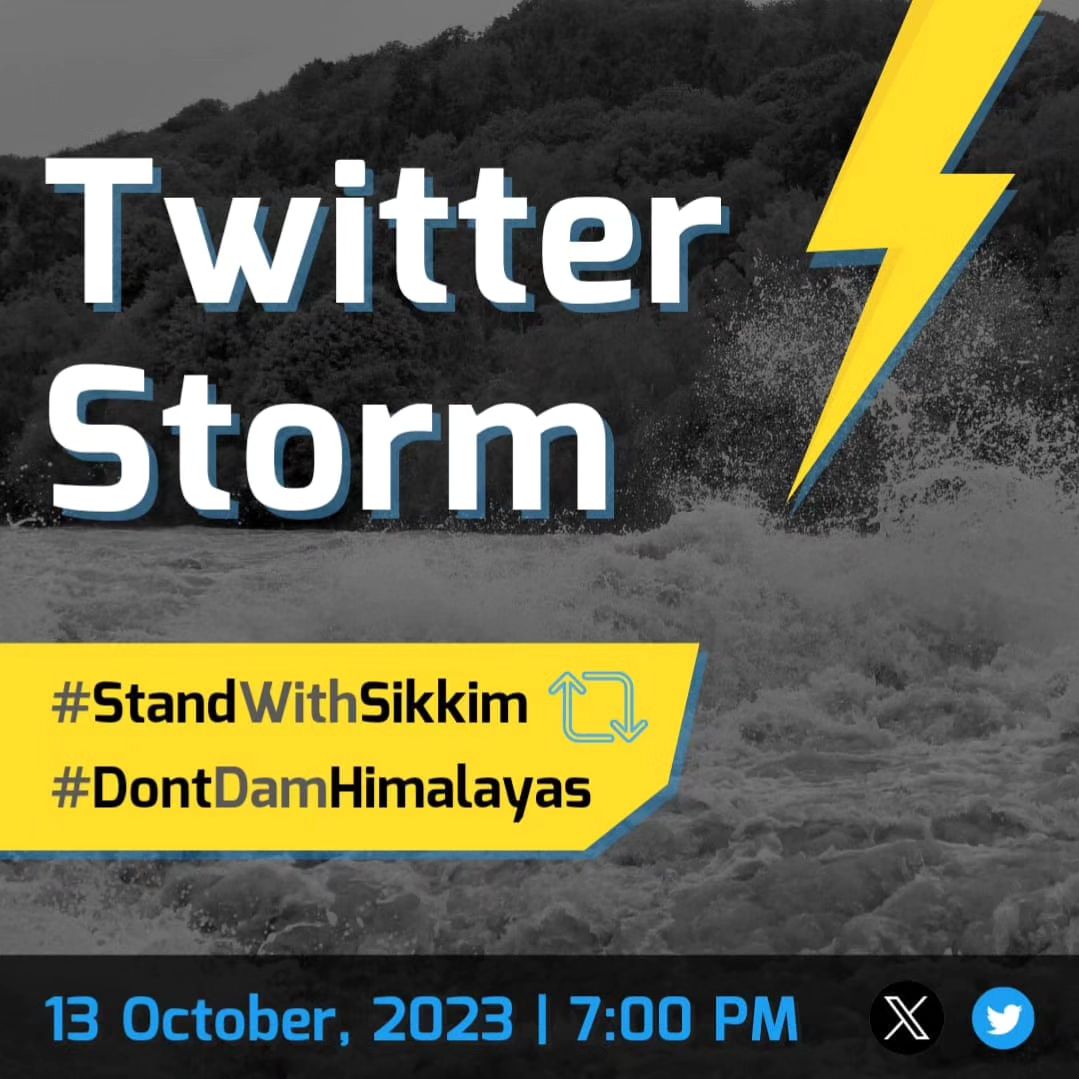 Twitter
Storm
#StandWithSikkim
#DontDamHimalayas
13 October, 2023 | 7:00 PM